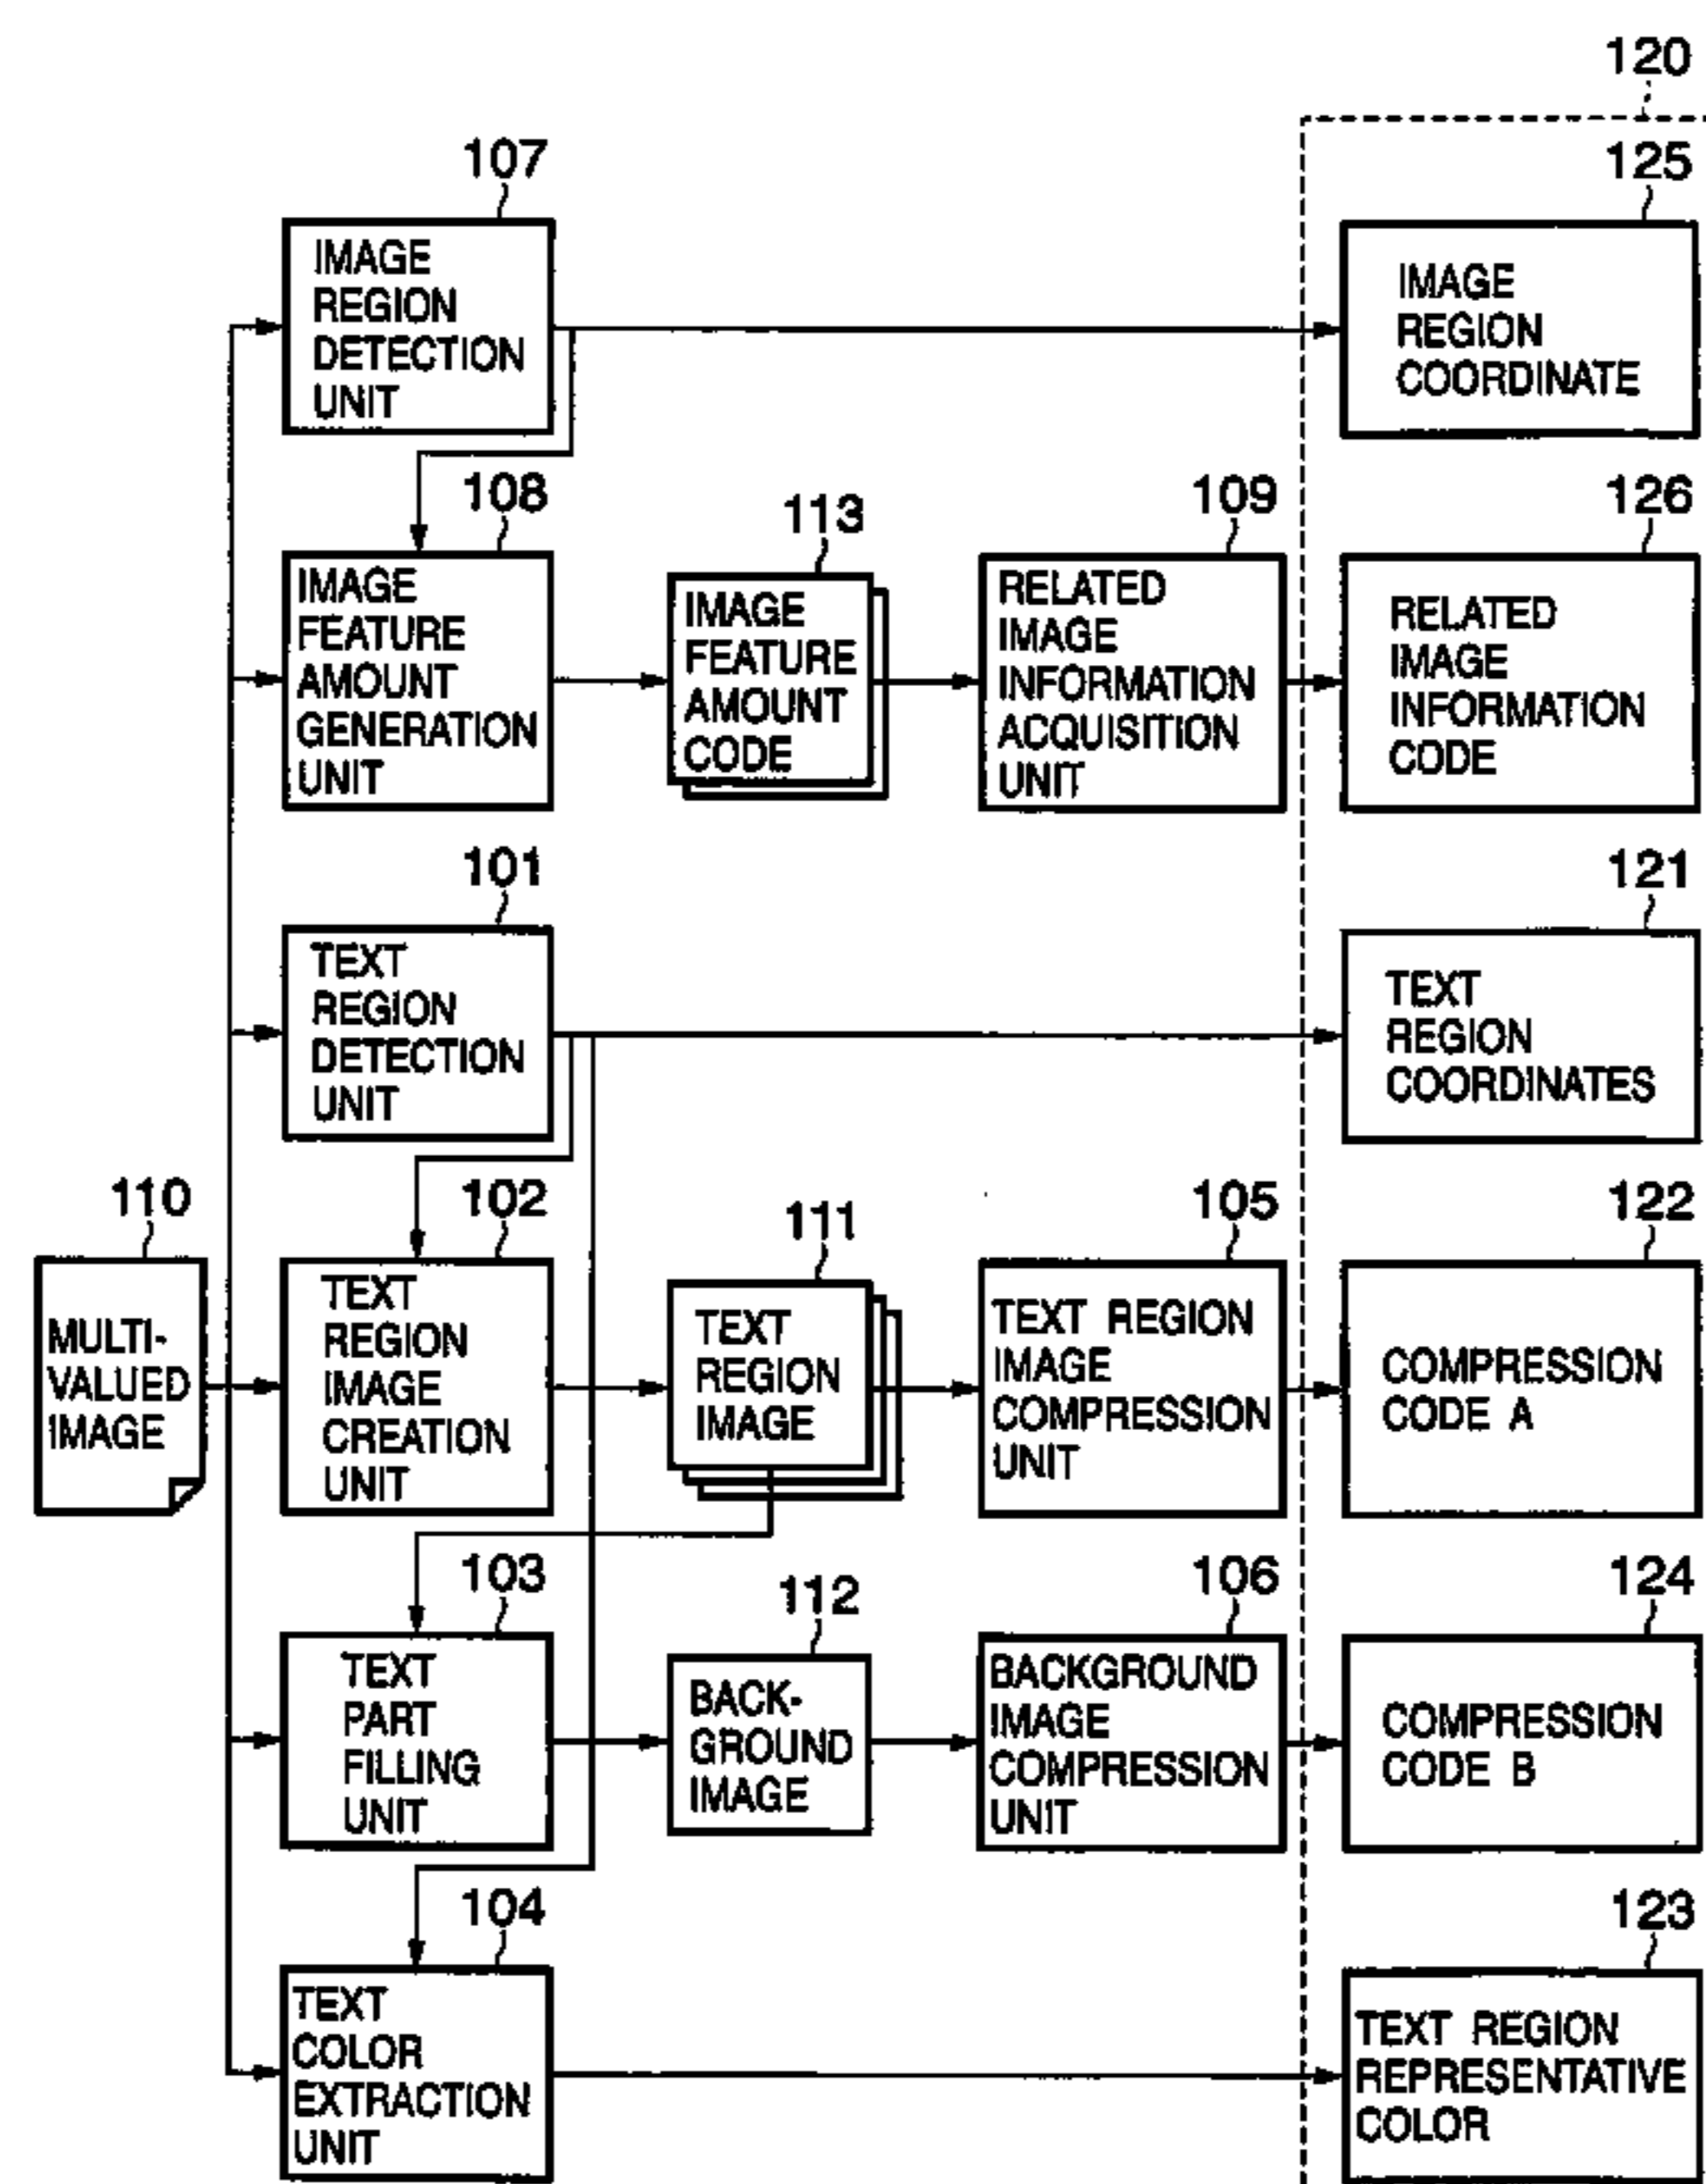 120
107
125
IMAGE
REGION
DETECTION
UNIT
IMAGE
REGION
COORDINATE
108
113
109
126
IMAGE
FEATURE
AMOUNT
GENERATION
UNIT
IMAGE
FEATURE
AMOUNT
CODE
RELATED
IMAGE
INFORMATION
ACQUISITION
UNIT
RELATED
IMAGE
INFORMATION
CODE
101
121
TEXT
REGION
DETECTION
UNIT
TEXT
REGION
COORDINATES
110
102
111
105
122
MULTI-
VALUED
IMAGE
TEXT
REGION
IMAGE
CREATION
UNIT
TEXT
REGION
IMAGE
TEXT REGION
IMAGE
COMPRESSION
UNIT
COMPRESSION
CODE A
103
112
106
124
TEXT
PART
FILLING
UNIT
BACK-
GROUND
IMAGE
BACKGROUND
IMAGE
COMPRESSION
UNIT
COMPRESSION
CODE B
104
123
TEXT
COLOR
EXTRACTION
UNIT
TEXT REGION
REPRESENTATIVE
COLOR